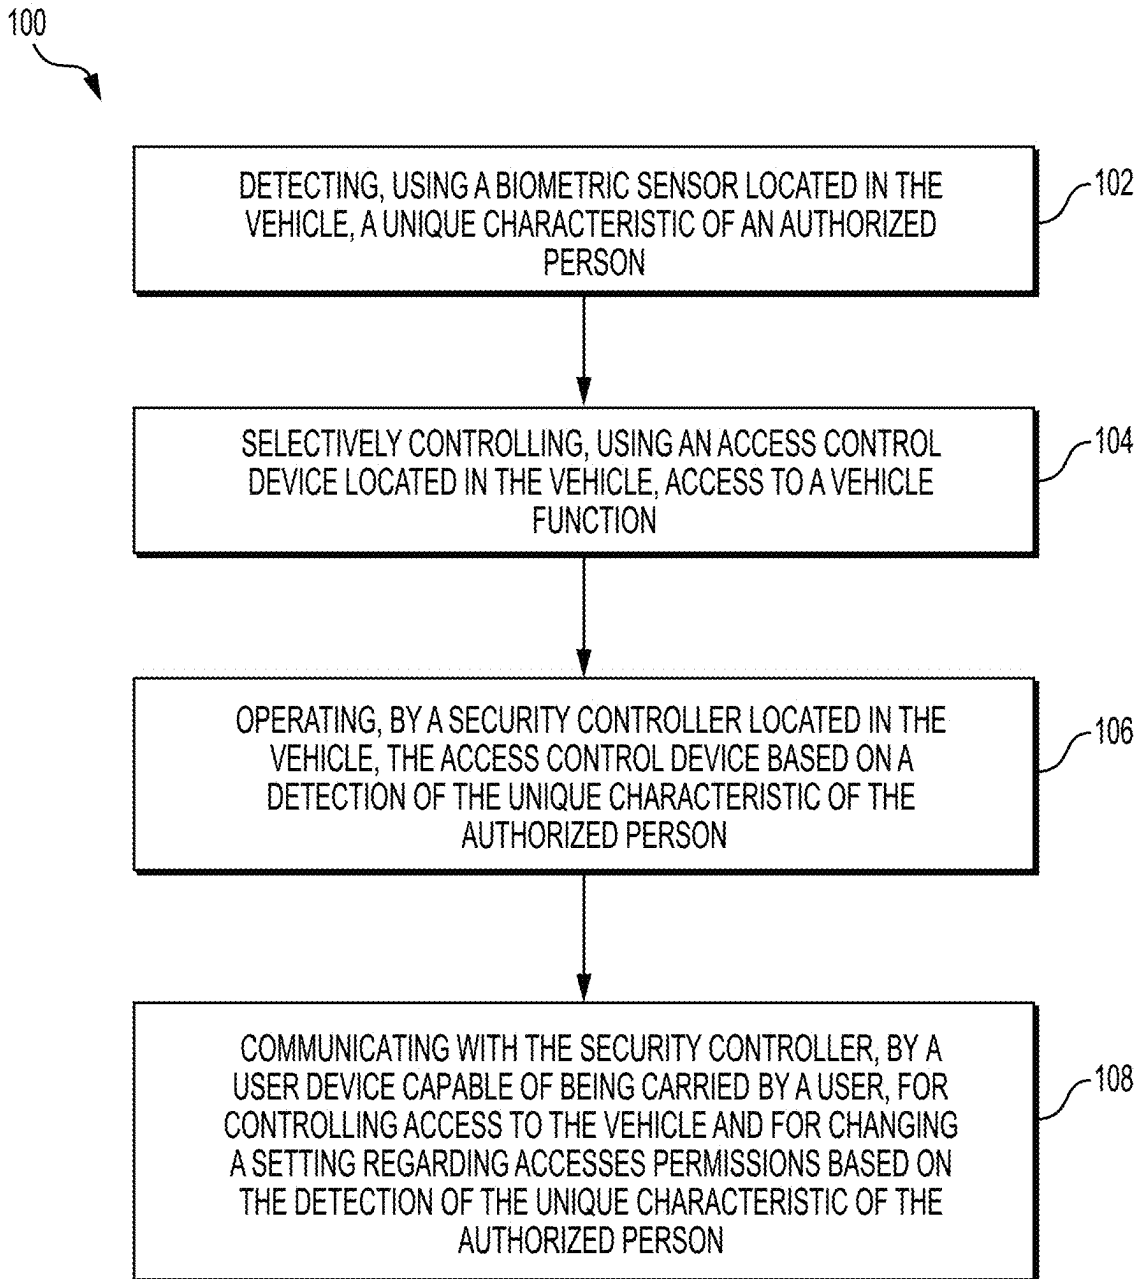 100
DETECTING, USING A BIOMETRIC SENSOR LOCATED IN THE
VEHICLE, A UNIQUE CHARACTERISTIC OF AN AUTHORIZED
PERSON
102
SELECTIVELY CONTROLLING, USING AN ACCESS CONTROL
DEVICE LOCATED IN THE VEHICLE, ACCESS TO A VEHICLE
FUNCTION
104
OPERATING, BY A SECURITY CONTROLLER LOCATED IN THE
VEHICLE, THE ACCESS CONTROL DEVICE BASED ON A
DETECTION OF THE UNIQUE CHARACTERISTIC OF THE
AUTHORIZED PERSON
106
COMMUNICATING WITH THE SECURITY CONTROLLER, BY A
USER DEVICE CAPABLE OF BEING CARRIED BY A USER, FOR
CONTROLLING ACCESS TO THE VEHICLE AND FOR CHANGING
A SETTING REGARDING ACCESSES PERMISSIONS BASED ON
THE DETECTION OF THE UNIQUE CHARACTERISTIC OF THE
AUTHORIZED PERSON
108